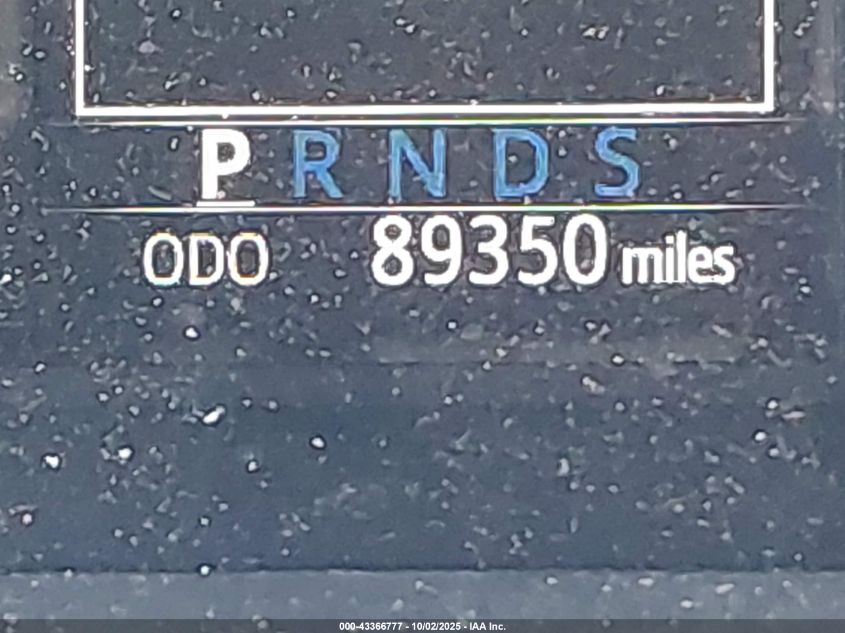 P R N D S
ODO 89350 miles
000-43366777 - 10/02/2025 - IAA Inc.